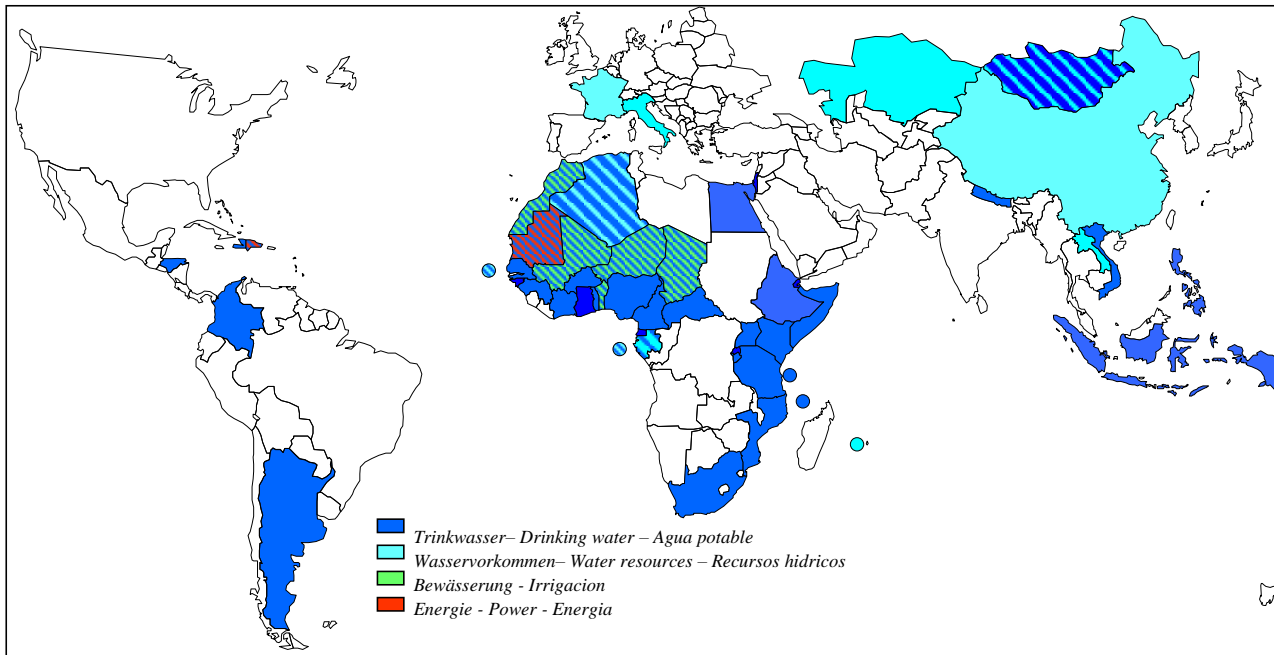 Trinkwasser– Drinking water – Agua potable
Wasservorkommen– Water resources – Recursos hidricos
Bewässerung - Irrigacion
Energie - Power - Energia